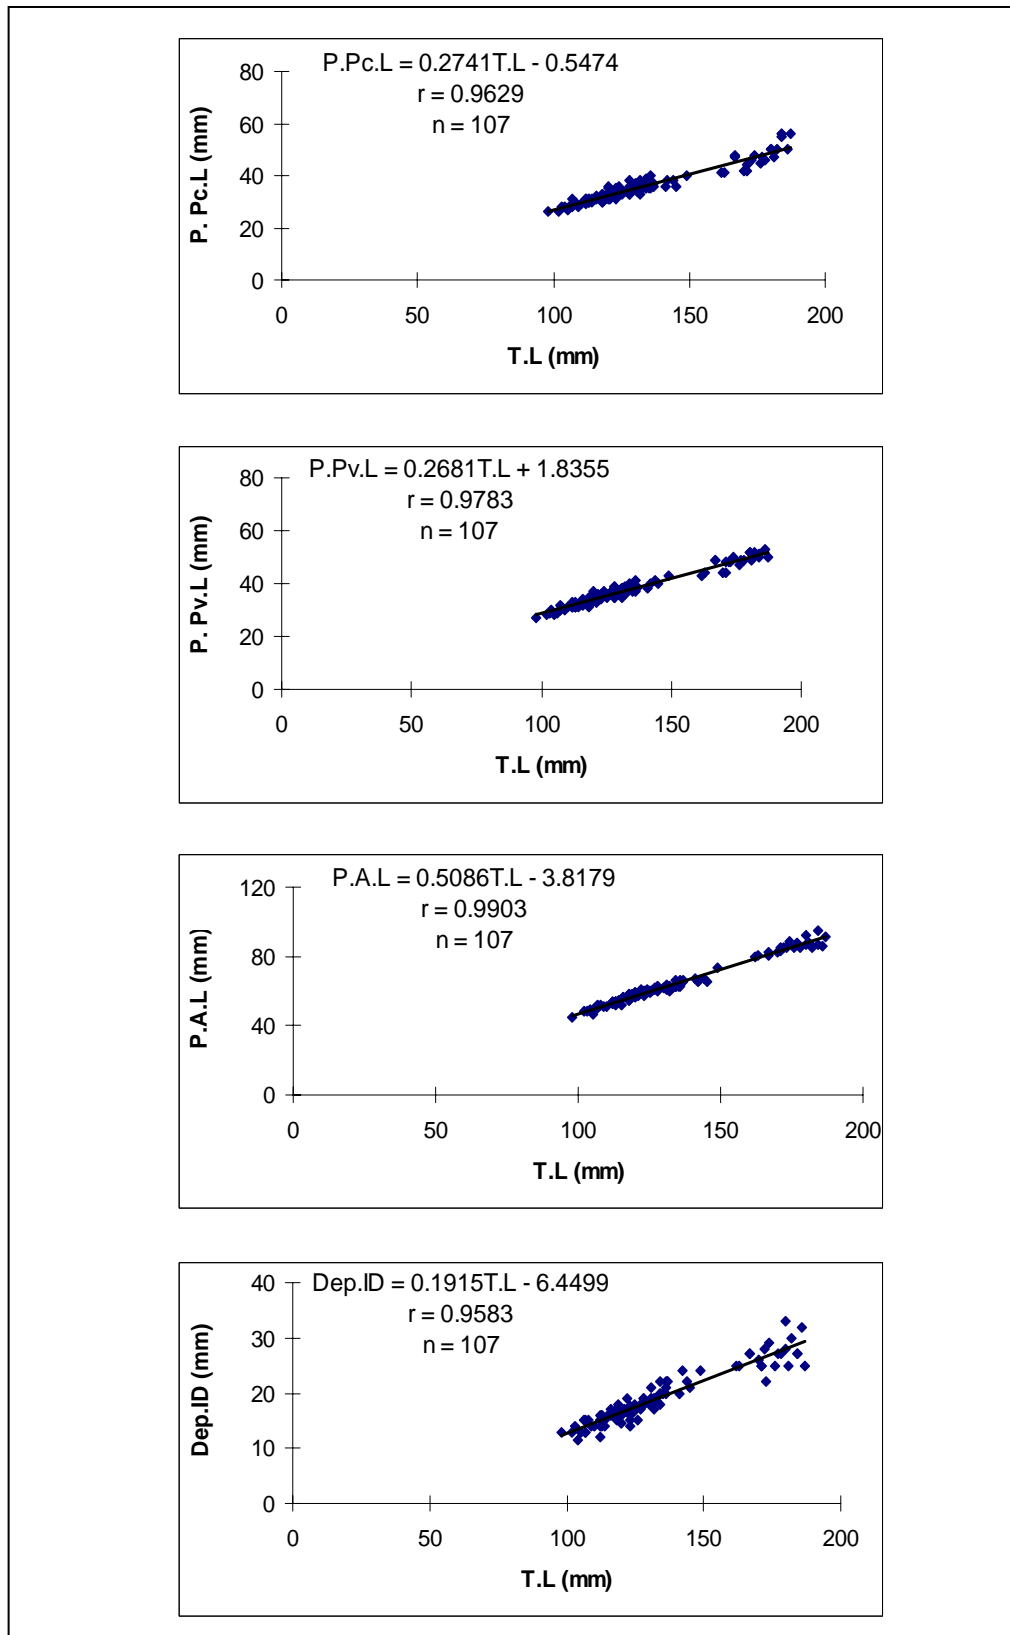 P.Pc.L = 0.2741T.L - 0.5474
r = 0.9629
n = 107
80
60
40
20
0
P. Pc.L (mm)
0 50 100 150 200
T.L (mm)
P.Pv.L = 0.2681T.L + 1.8355
r = 0.9783
n = 107
80
60
40
20
0
P. Pv.L (mm)
0 50 100 150 200
T.L (mm)
P.A.L = 0.5086T.L - 3.8179
r = 0.9903
n = 107
120
80
40
0
P.A.L (mm)
0 50 100 150 200
T.L (mm)
Dep.ID = 0.1915T.L - 6.4499
r = 0.9583
n = 107
40
30
20
10
0
Dep.ID (mm)
0 50 100 150 200
T.L (mm)